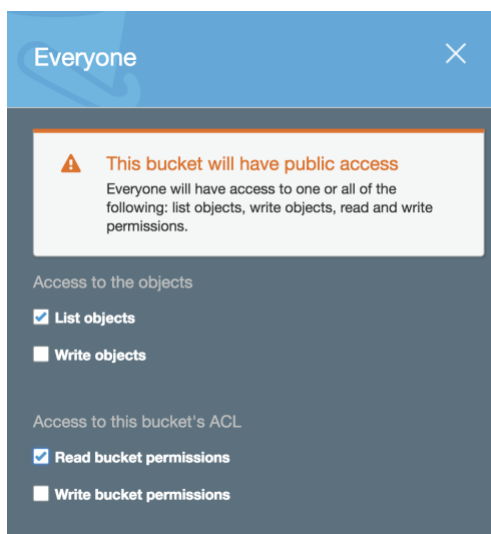 Everyone
This bucket will have public access
Everyone will have access to one or all of the
following: list objects, write objects, read and write
permissions.
Access to the objects
List objects
Write objects
Access to this bucket's ACL
Read bucket permissions
Write bucket permissions